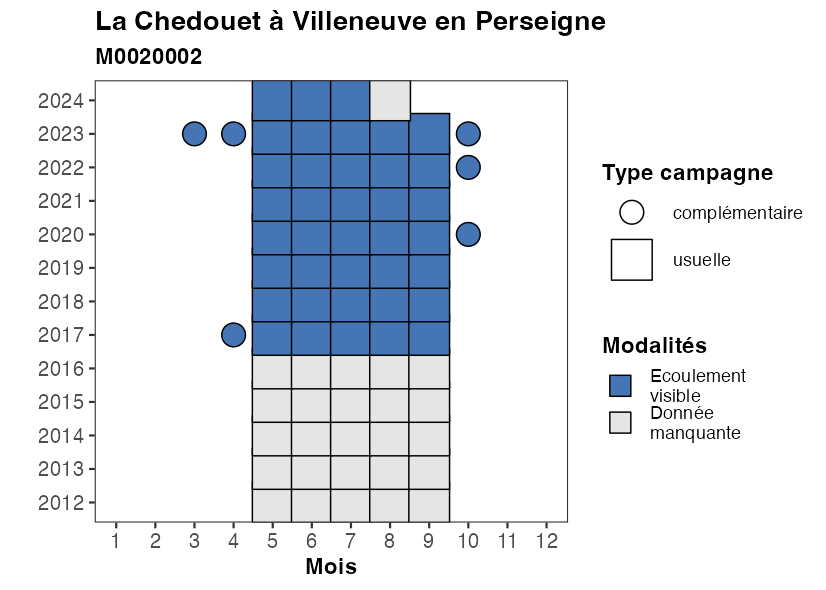 La Chedouet à Villeneuve en Perseigne
M0020002
2024
2023
2022
2021
2020
2019
2018
2017
2016
2015
2014
2013
2012
1 2 3 4 5 6 7 8 9 10 11 12
Mois
Type campagne
complémentaire
usuelle
Modalités
Ecoulement
visible
Donnée
manquante